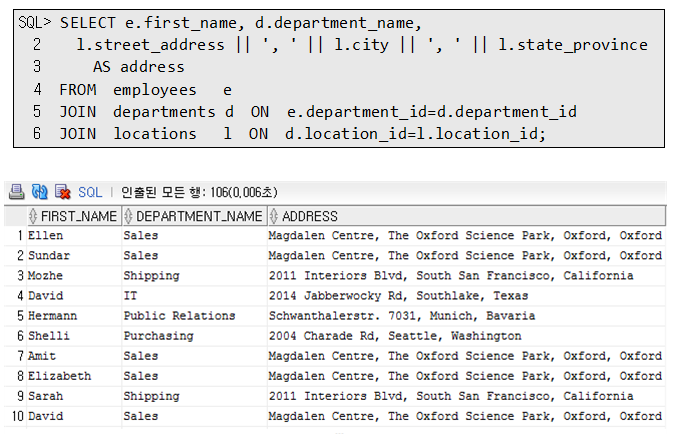 SQL> SELECT e.first_name, d.department_name,
2 l.street_address || ', ' || l.city || ', ' || l.state_province
3 AS address
4 FROM employees e
5 JOIN departments d ON e.department_id=d.department_id
6 JOIN locations l ON d.location_id=l.location_id;
SQL | 인출된 모든 행: 106(0,006초)
FIRST_NAME DEPARTMENT_NAME ADDRESS
1 Ellen Sales Magdalen Centre, The Oxford Science Park, Oxford, Oxford
2 Sundar Sales Magdalen Centre, The Oxford Science Park, Oxford, Oxford
3 Mozhe Shipping 2011 Interiors Blvd, South San Francisco, California
4 David IT 2014 Jabberwocky Rd, Southlake, Texas
5 Hermann Public Relations Schwanthalerstr. 7031, Munich, Bavaria
6 Shelli Purchasing 2004 Charade Rd, Seattle, Washington
7 Amit Sales Magdalen Centre, The Oxford Science Park, Oxford, Oxford
8 Elizabeth Sales Magdalen Centre, The Oxford Science Park, Oxford, Oxford
9 Sarah Shipping 2011 Interiors Blvd, South San Francisco, California
10 David Sales Magdalen Centre, The Oxford Science Park, Oxford, Oxford